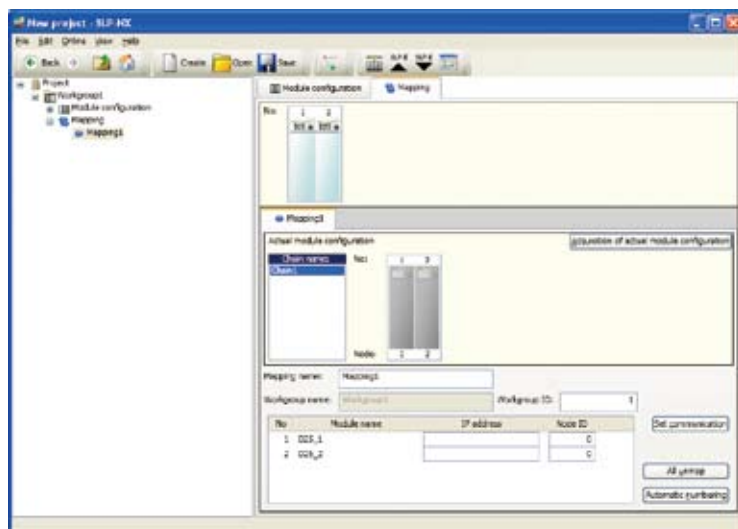 New project - SLP-NX
File Edit Online View Help
Back Create Open Save
Project
Workgroup1
Module configuration
Mapping
Mapping1
Module configuration Mapping
No: 1 2
Mapping1
Actual module configuration
Acquisition of actual module configuration
Chain names No: 1 2
Chain1
Node: 1 2
Mapping name: Mapping1
Workgroup name: Workgroup1 Workgroup ID: 1
No Module name IP address Node ID
Set communication
1 D25_1 0
2 D25_2 0
All unmap
Automatic numbering